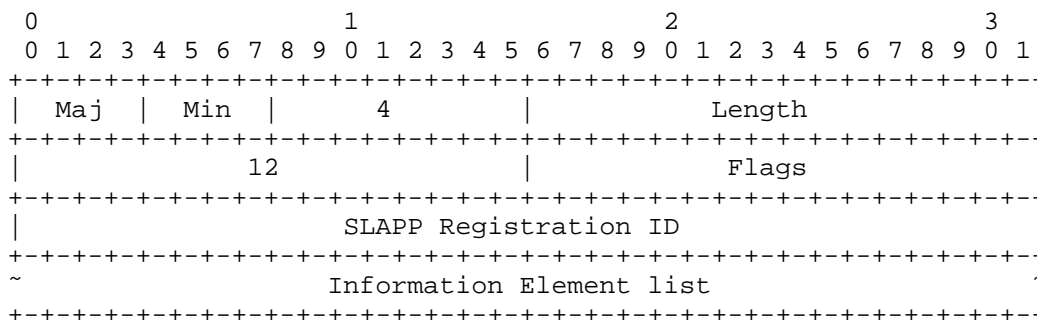 0                   1                   2                   3
 0 1 2 3 4 5 6 7 8 9 0 1 2 3 4 5 6 7 8 9 0 1 2 3 4 5 6 7 8 9 0 1
+-+-+-+-+-+-+-+-+-+-+-+-+-+-+-+-+-+-+-+-+-+-+-+-+-+-+-+-+-+-+-+--
|  Maj  |  Min  |      4        |           Length
+-+-+-+-+-+-+-+-+-+-+-+-+-+-+-+-+-+-+-+-+-+-+-+-+-+-+-+-+-+-+-+--
|              12               |            Flags
+-+-+-+-+-+-+-+-+-+-+-+-+-+-+-+-+-+-+-+-+-+-+-+-+-+-+-+-+-+-+-+--
|                    SLAPP Registration ID
+-+-+-+-+-+-+-+-+-+-+-+-+-+-+-+-+-+-+-+-+-+-+-+-+-+-+-+-+-+-+-+--
~                   Information Element list                    ~
+-+-+-+-+-+-+-+-+-+-+-+-+-+-+-+-+-+-+-+-+-+-+-+-+-+-+-+-+-+-+-+--